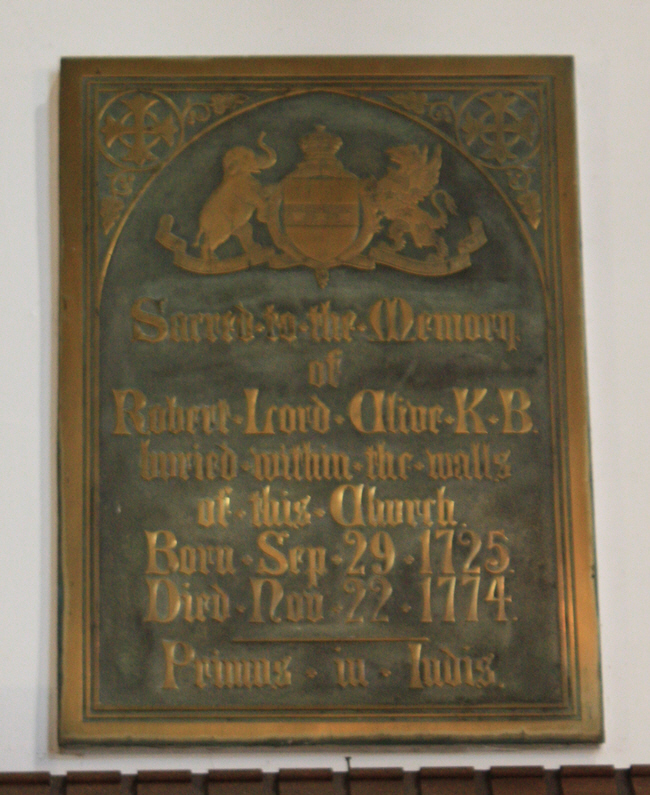 Sacred · to · the · Memory
of
Robert · Lord · Clive · K · B.
buried · within · the · walls
of · this · Church.
Born · Sep · 29 · 1725.
Died · Nov · 22 · 1774.
Primus · in · Indis.